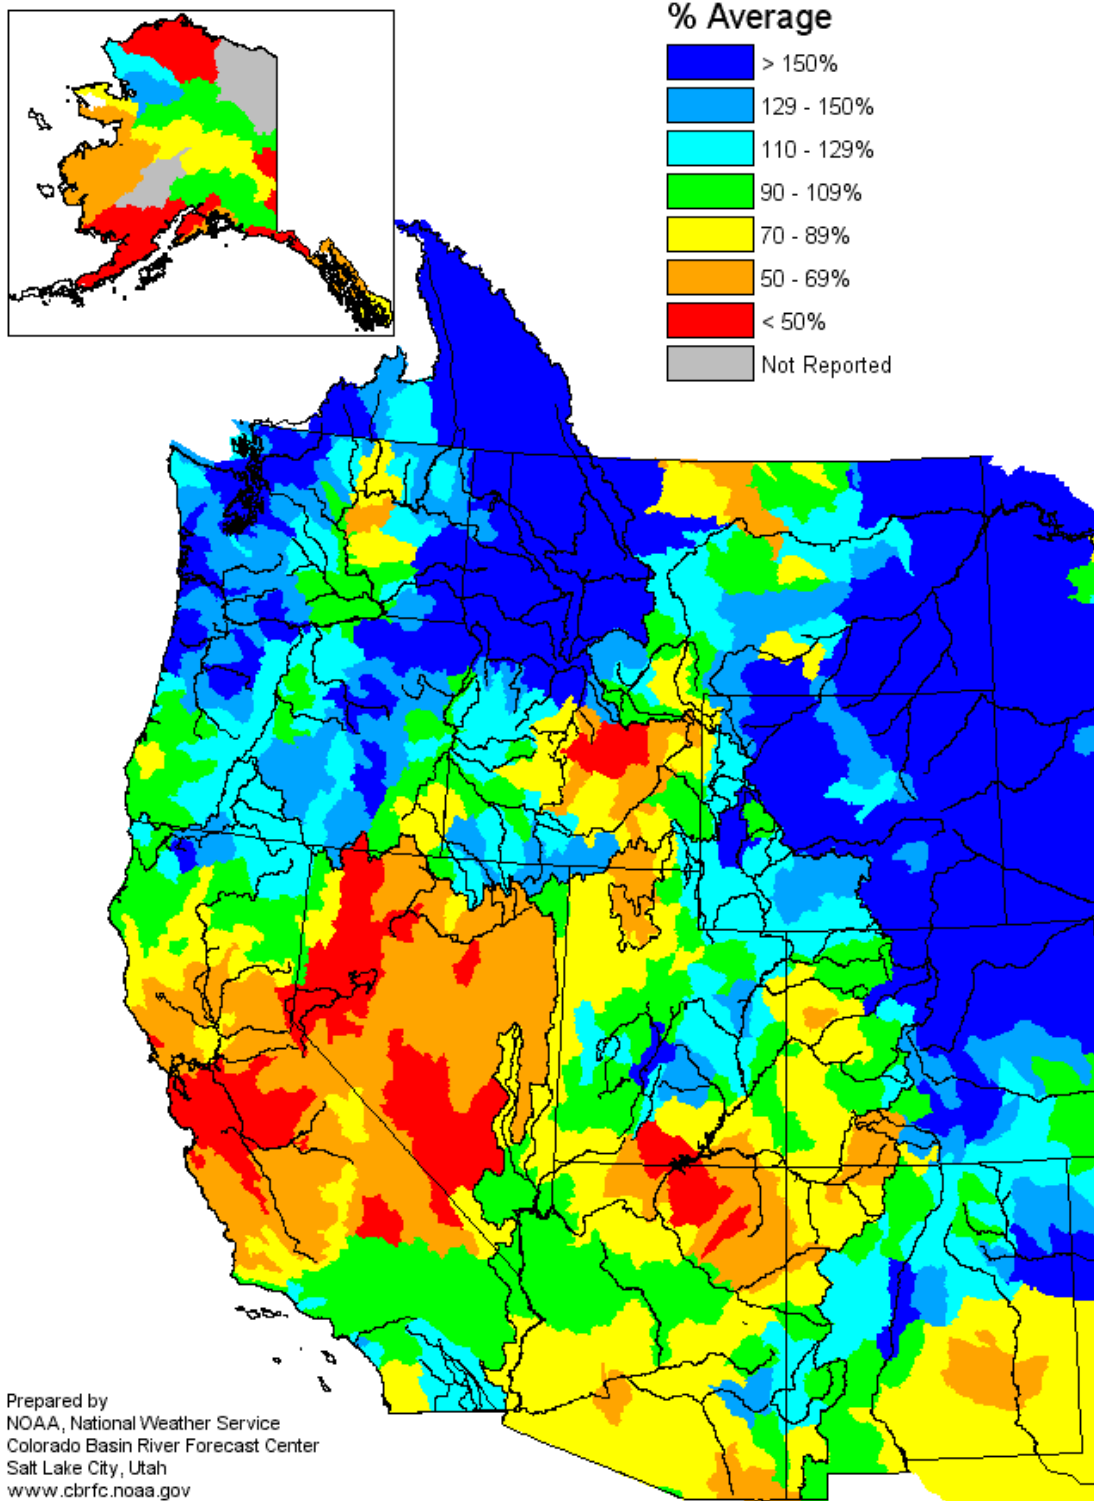 % Average
> 150%
129 - 150%
110 - 129%
90 - 109%
70 - 89%
50 - 69%
< 50%
Not Reported
Prepared by
NOAA, National Weather Service
Colorado Basin River Forecast Center
Salt Lake City, Utah
www.cbrfc.noaa.gov